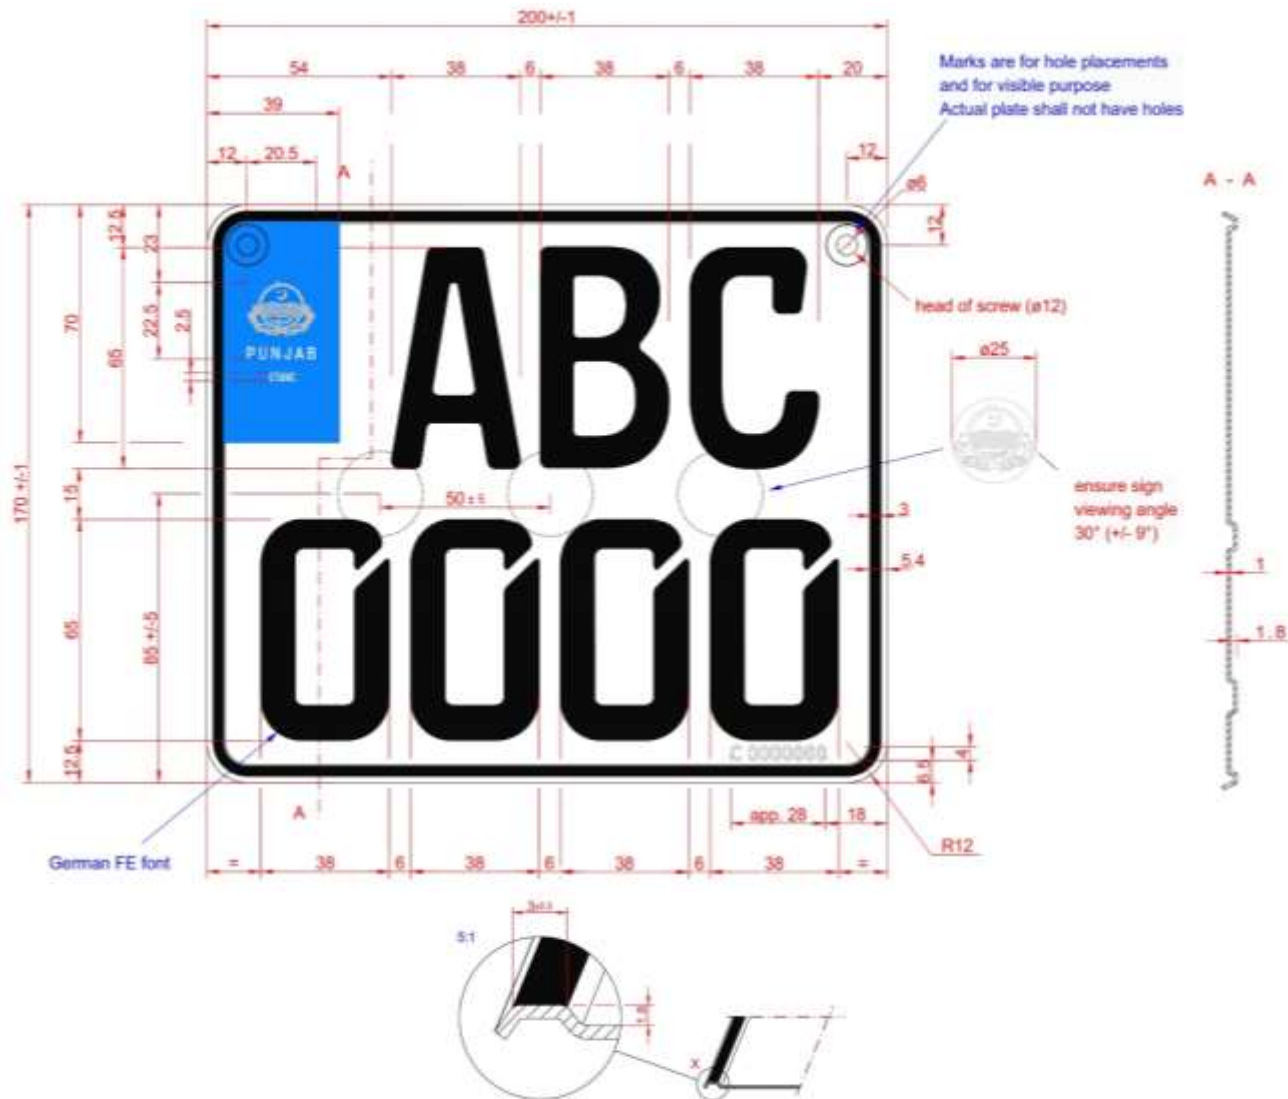 200+/-1
54
38
6
38
6
38
20
Marks are for hole placements
and for visible purpose
Actual plate shall not have holes
39
12
20.5
A
12
ø6
A - A
12.5
23
12
70
65
22.5
2.5
head of screw (ø12)
PUNJAB
ABC
ø25
170 +/-1
15
50 ± 5
ensure sign
viewing angle
30° (+/- 9°)
3
5.4
1
1.8
65
85 +/-5
0000
12.5
C 0000000
6.5
4
A
app. 28
18
R12
German FE font
=
38
6
38
6
38
6
38
=
5:1
1.8
X